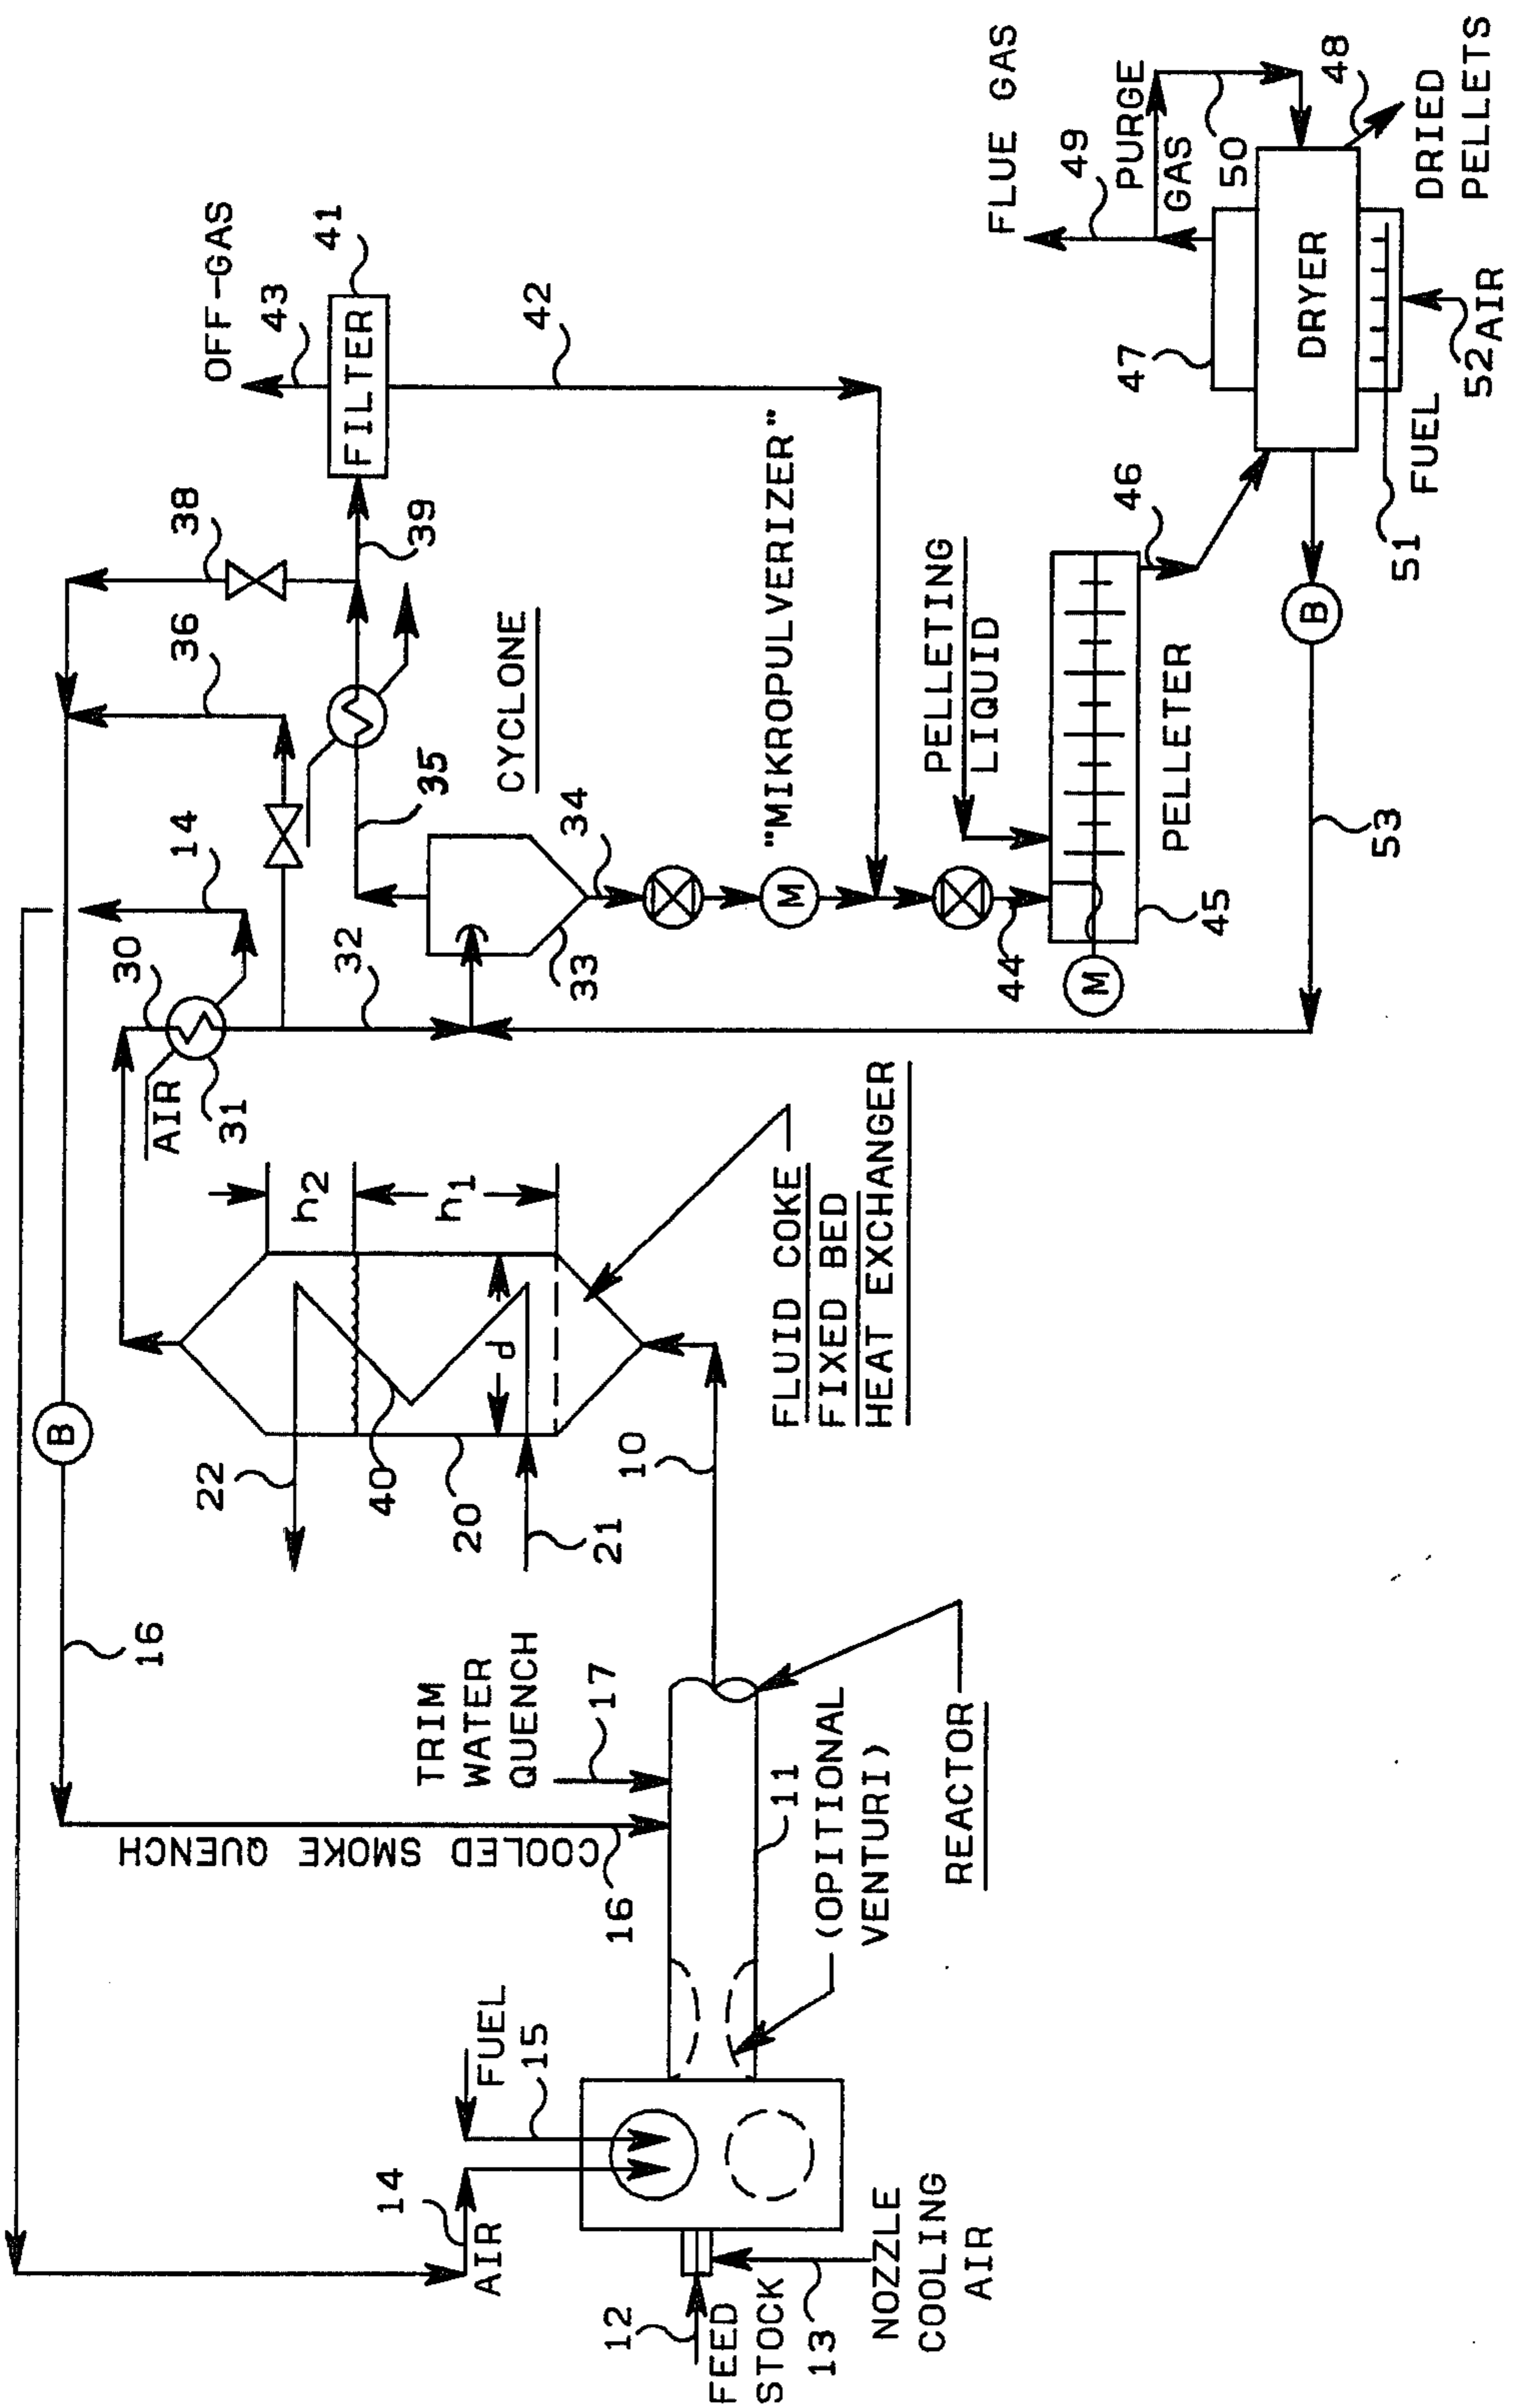 OFF-GAS
43
41
FILTER
42
38
39
36
14
30
AIR
31
32
35
CYCLONE
33
34
"MIKROPULVERIZER"
M
FLUE GAS
49
PURGE
GAS
50
48
DRIED
PELLETS
47
DRYER
52
AIR
FUEL
51
46
PELLETING
LIQUID
44
M
45
PELLETER
B
53
B
16
22
40
20
21
h2
h1
d
10
FLUID COKE
FIXED BED
HEAT EXCHANGER
TRIM
WATER
QUENCH
17
COOLED SMOKE QUENCH
16
11
(OPITIONAL
VENTURI)
REACTOR
FUEL
15
14
AIR
12
FEED
STOCK
13
NOZZLE
COOLING
AIR